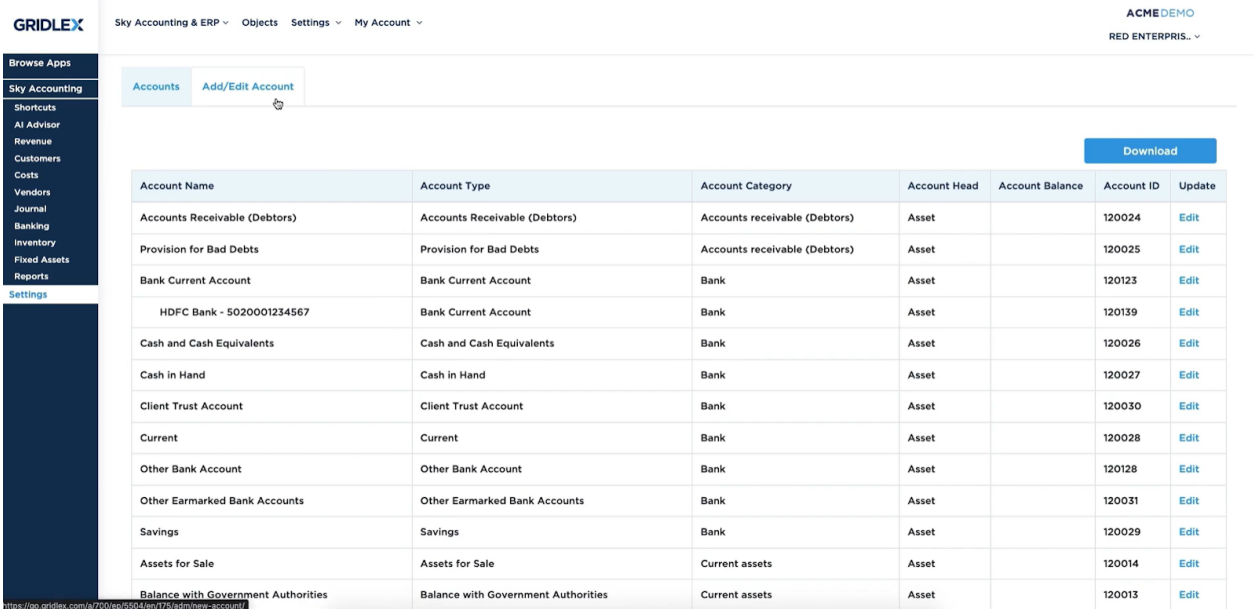 GRIDLEX
Sky Accounting & ERP
Objects
Settings
My Account
ACMEDEMO
RED ENTERPRIS..
Browse Apps
Sky Accounting
Shortcuts
AI Advisor
Revenue
Customers
Costs
Vendors
Journal
Banking
Inventory
Fixed Assets
Reports
Settings
Accounts
Add/Edit Account
Download
Account Name Account Type Account Category Account Head Account Balance Account ID Update
Accounts Receivable (Debtors) Accounts Receivable (Debtors) Accounts receivable (Debtors) Asset 120024 Edit
Provision for Bad Debts Provision for Bad Debts Accounts receivable (Debtors) Asset 120025 Edit
Bank Current Account Bank Current Account Bank Asset 120123 Edit
HDFC Bank - 5020001234567 Bank Current Account Bank Asset 120139 Edit
Cash and Cash Equivalents Cash and Cash Equivalents Bank Asset 120026 Edit
Cash in Hand Cash in Hand Bank Asset 120027 Edit
Client Trust Account Client Trust Account Bank Asset 120030 Edit
Current Current Bank Asset 120028 Edit
Other Bank Account Other Bank Account Bank Asset 120128 Edit
Other Earmarked Bank Accounts Other Earmarked Bank Accounts Bank Asset 120031 Edit
Savings Savings Bank Asset 120029 Edit
Assets for Sale Assets for Sale Current assets Asset 120014 Edit
Balance with Government Authorities Balance with Government Authorities Current assets Asset 120013 Edit
https://go.gridlex.com/a/700/ep/5504/en/175/adm/new-account/